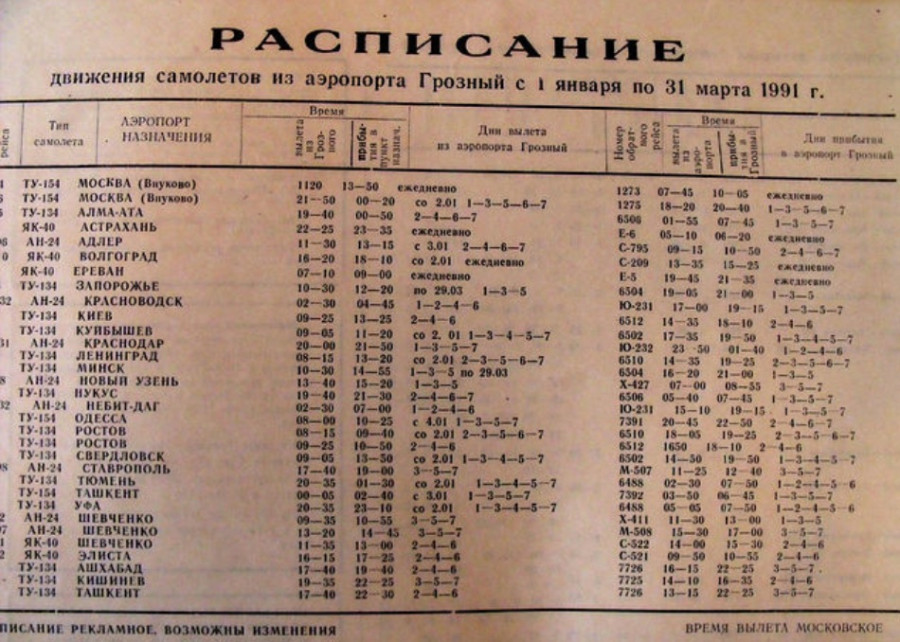 РАСПИСАНИЕ
движения самолетов из аэропорта Грозный с 1 января по 31 марта 1991 г.
рейса Тип самолета АЭРОПОРТ НАЗНАЧЕНИЯ Время вылета из Грозного прибытия в пункт назнач. Дни вылета из аэропорта Грозный Номер обратного рейса Время вылета из аэропорта прибытия в Грозный Дни прибытия в аэропорт Грозный
ТУ-154 МОСКВА (Внуково) 1120 13—50 ежедневно 1273 07—45 10—05 ежедневно
ТУ-154 МОСКВА (Внуково) 21—50 00—20 со 2.01 1—3—5—6—7 1275 18—20 20—40 1—3—5—6—7
ТУ-134 АЛМА-АТА 19—40 00—50 2—4—6—7 6506 01—55 07—45 1—3—5—7
ЯК-40 АСТРАХАНЬ 22—25 23—35 ежедневно Е-6 05—10 06—20 ежедневно
АН-24 АДЛЕР 11—30 13—15 с 3.01 2—4—6—7 С-795 09—15 10—50 2—4—6—7
ЯК-40 ВОЛГОГРАД 16—20 18—10 со 2.01 ежедневно С-209 13—35 15—25 ежедневно
ЯК-40 ЕРЕВАН 07—10 09—00 ежедневно Е-5 19—45 21—35 ежедневно
ТУ-134 ЗАПОРОЖЬЕ 10—30 12—20 по 29.03 1—3—5 6504 19—05 21—00 1—3—5
32 АН-24 КРАСНОВОДСК 02—30 04—45 1—2—4—6 Ю-231 17—00 19—15 1—3—5—7
ТУ-134 КИЕВ 09—25 13—25 2—4—6 6512 14—35 18—10 2—4—6
ТУ-134 КУЙБЫШЕВ 09—05 11—20 со 2.01 1—3—4—5—7 6502 17—35 19—50 1—3—4—5—7
31 АН-24 КРАСНОДАР 20—00 21—50 1—3—5—7 Ю-232 23—50 01—40 1—2—4—6
ТУ-134 ЛЕНИНГРАД 08—15 13—20 со 2.01 2—3—5—6—7 6510 14—35 19—25 2—3—5—6—7
ТУ-134 МИНСК 10—30 14—55 1—3—5 по 29.03 6504 16—20 21—00 1—3—5
АН-24 НОВЫЙ УЗЕНЬ 13—40 15—20 1—3—5 Х-427 07—00 08—55 3—5—7
ТУ-134 НУКУС 19—40 21—30 2—4—6—7 6506 05—40 07—45 1—3—5—7
32 АН-24 НЕБИТ-ДАГ 02—30 07—00 1—2—4—6 Ю-231 15—10 19—15 1—3—5—7
ТУ-154 ОДЕССА 08—00 10—25 с 4.01 1—3—5—7 7391 20—45 22—50 2—4—6—7
ТУ-134 РОСТОВ 08—15 09—40 со 2.01 2—3—5—6—7 6510 18—05 19—25 2—3—5—6—7
ТУ-134 РОСТОВ 09—25 10—50 2—4—6 6512 1650 18—10 2—4—6
ТУ-134 СВЕРДЛОВСК 09—05 13—50 со 2.01 1—3—4—5—7 6502 14—50 19—50 1—3—4—5—7
АН-24 СТАВРОПОЛЬ 17—40 19—00 3—5—7 М-507 11—25 12—40 3—5—7
ТУ-134 ТЮМЕНЬ 20—35 01—30 со 2.01 1—3—4—5—7 6488 02—30 07—50 1—2—4—5—6
ТУ-154 ТАШКЕНТ 00—05 02—40 с 3.01 1—3—5—7 7392 03—50 06—45 1—3—5—7
ТУ-134 УФА 20—35 23—10 со 2.01 1—3—4—5—7 6488 05—05 07—50 1—2—4—5—6
АН-24 ШЕВЧЕНКО 09—35 10—55 3—5—7 Х-411 11—30 13—00 1—3—5
АН-24 ШЕВЧЕНКО 13—20 14—45 3—5—7 М-508 15—30 17—00 3—5—7
ЯК-40 ШЕВЧЕНКО 11—35 13—00 2—4—6 С-522 14—00 15—30 2—4—6
ЯК-40 ЭЛИСТА 16—15 17—25 2—4—6 С-521 09—50 10—55 2—4—6
ТУ-134 АШХАБАД 17—40 19—40 2—4—6 7726 16—15 22—25 3—5—7
ТУ-134 КИШИНЕВ 19—35 22—25 3—5—7 7725 14—10 16—35 2—4—6
ТУ-134 ТАШКЕНТ 17—40 22—30 2—4—6 7726 13—15 22—25 3—5—7
ПИСАНИЕ РЕКЛАМНОЕ, ВОЗМОЖНЫ ИЗМЕНЕНИЯ ВРЕМЯ ВЫЛЕТА МОСКОВСКОЕ